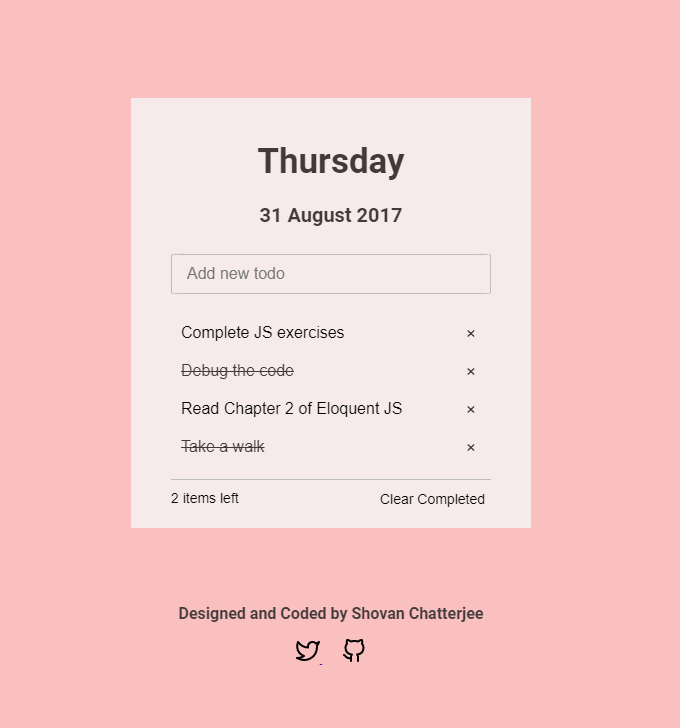 Thursday
31 August 2017
Add new todo
Complete JS exercises ×
Debug the code ×
Read Chapter 2 of Eloquent JS ×
Take a walk ×
2 items left Clear Completed
Designed and Coded by Shovan Chatterjee